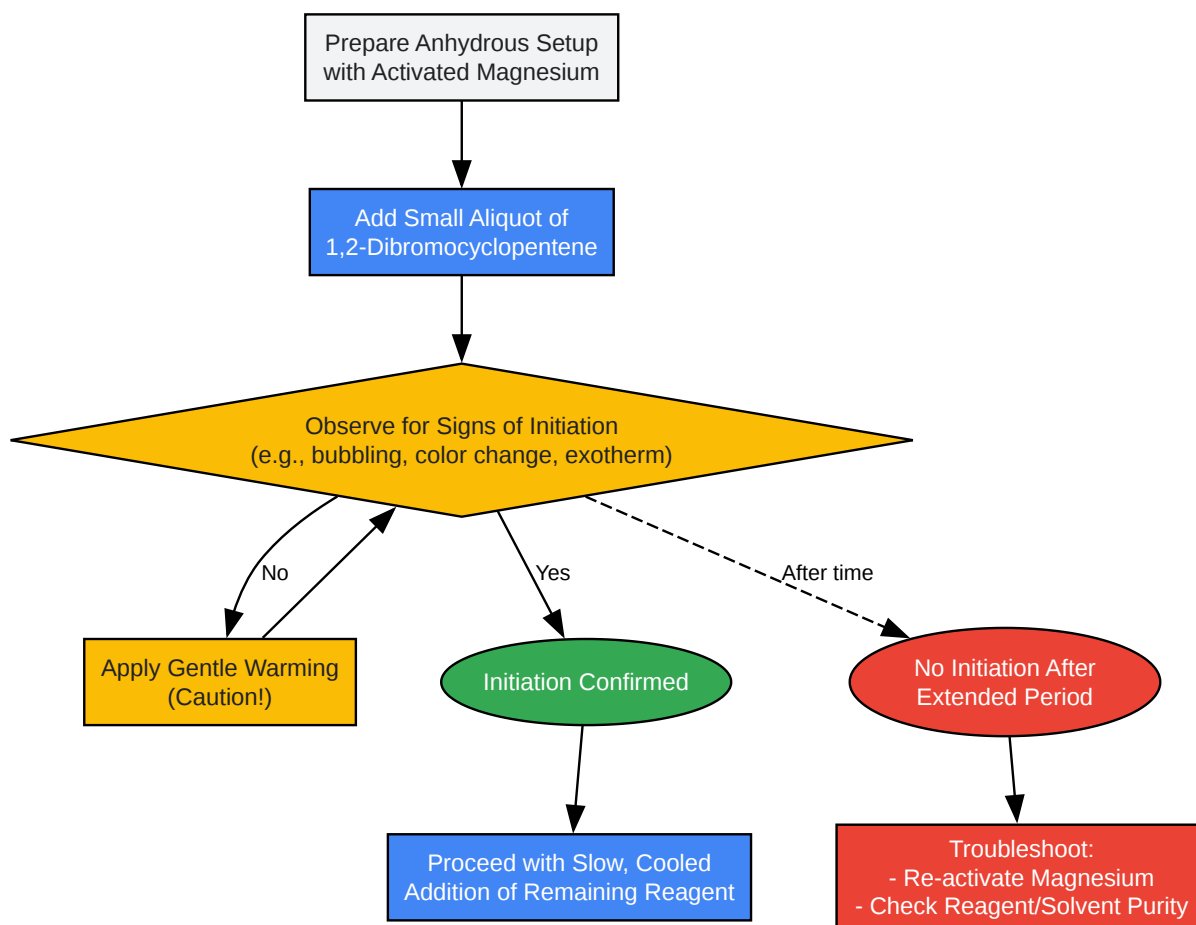 Prepare Anhydrous Setup
with Activated Magnesium
Add Small Aliquot of
1,2-Dibromocyclopentene
Observe for Signs of Initiation
(e.g., bubbling, color change, exotherm)
No
Yes
After time
Apply Gentle Warming
(Caution!)
Initiation Confirmed
No Initiation After
Extended Period
Proceed with Slow, Cooled
Addition of Remaining Reagent
Troubleshoot:
- Re-activate Magnesium
- Check Reagent/Solvent Purity